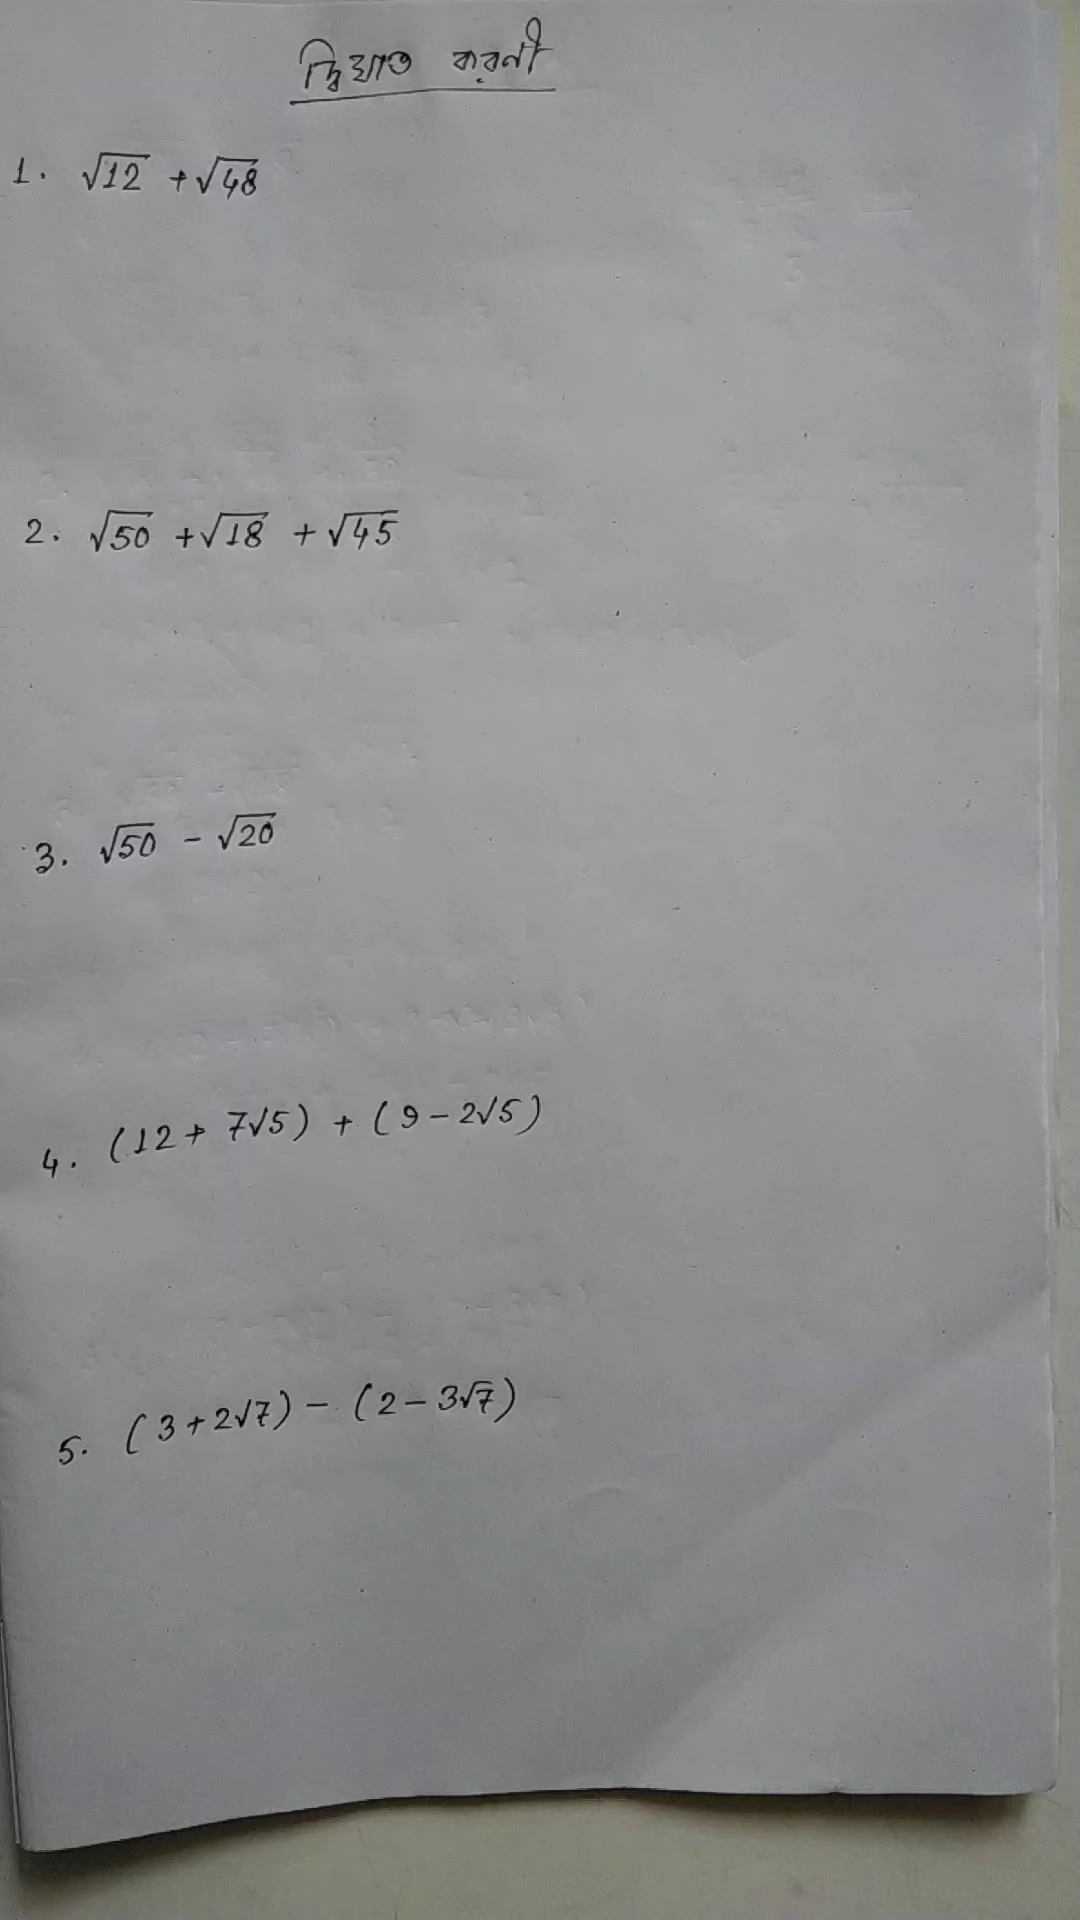 দ্বিঘাত করণী
1. √12 + √48
2. √50 + √18 + √45
3. √50 - √20
4. (12 + 7√5) + (9 - 2√5)
5. (3 + 2√7) - (2 - 3√7)